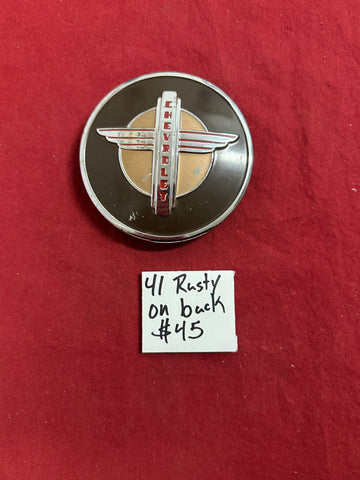 CHEVROLET
41 Rusty
on back
$45